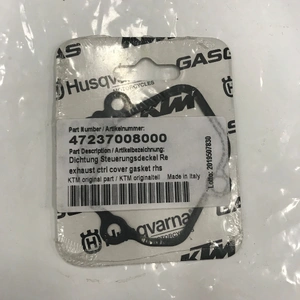 Husqvarna
MOTORCYCLES
GASGAS
KTM
Part Number / Artikelnummer:
47237008000
Part Description / Artikelbezeichnung:
Dichtung Steuerungsdeckel Re
exhaust ctrl cover gasket rhs
KTM original part / KTM originalteil Made in Italy
Husqvarna
KTM